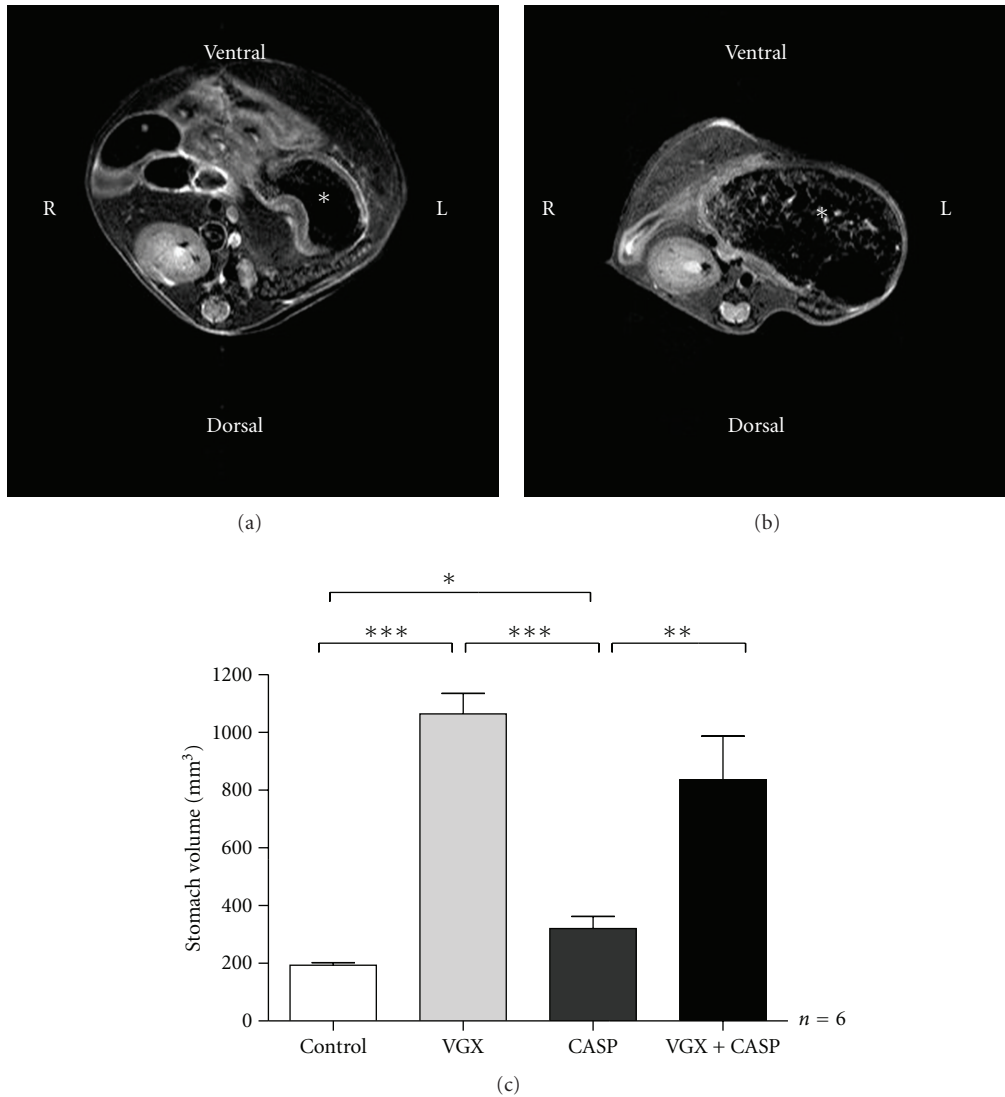 Ventral
R
*
L
Dorsal
(a)
Ventral
R
*
L
Dorsal
(b)
*
***
***
**
1200
1000
800
600
400
200
0
Stomach volume (mm³)
Control
VGX
CASP
VGX + CASP
n = 6
(c)